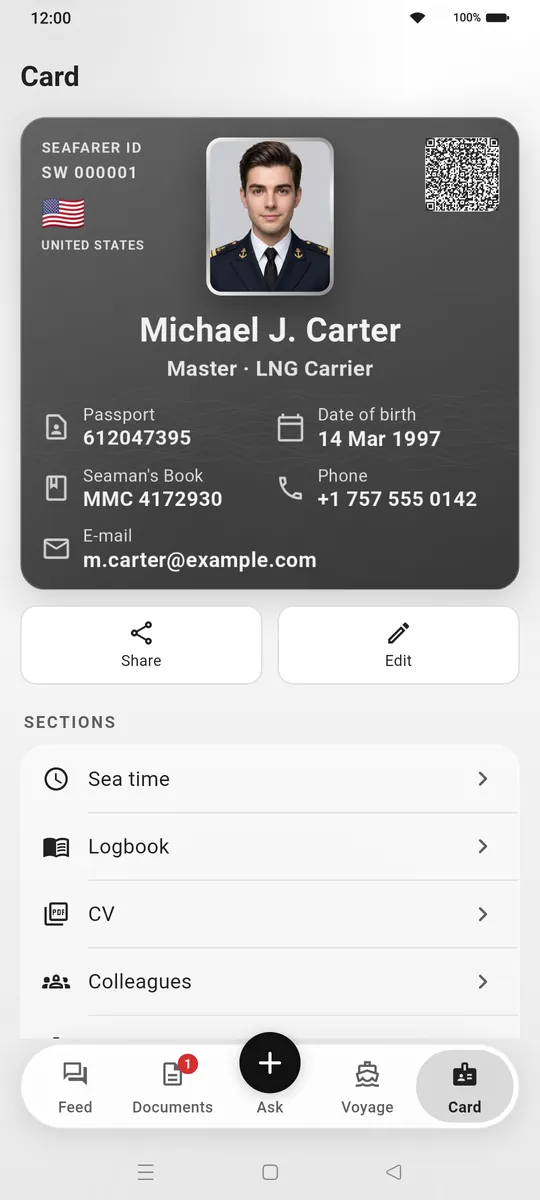 12:00
100%
Card
SEAFARER ID
SW 000001
UNITED STATES
Michael J. Carter
Master · LNG Carrier
Passport
612047395
Date of birth
14 Mar 1997
Seaman's Book
MMC 4172930
Phone
+1 757 555 0142
E-mail
m.carter@example.com
Share
Edit
SECTIONS
Sea time
Logbook
PDF
CV
Colleagues
1
Feed
Documents
Ask
Voyage
Card